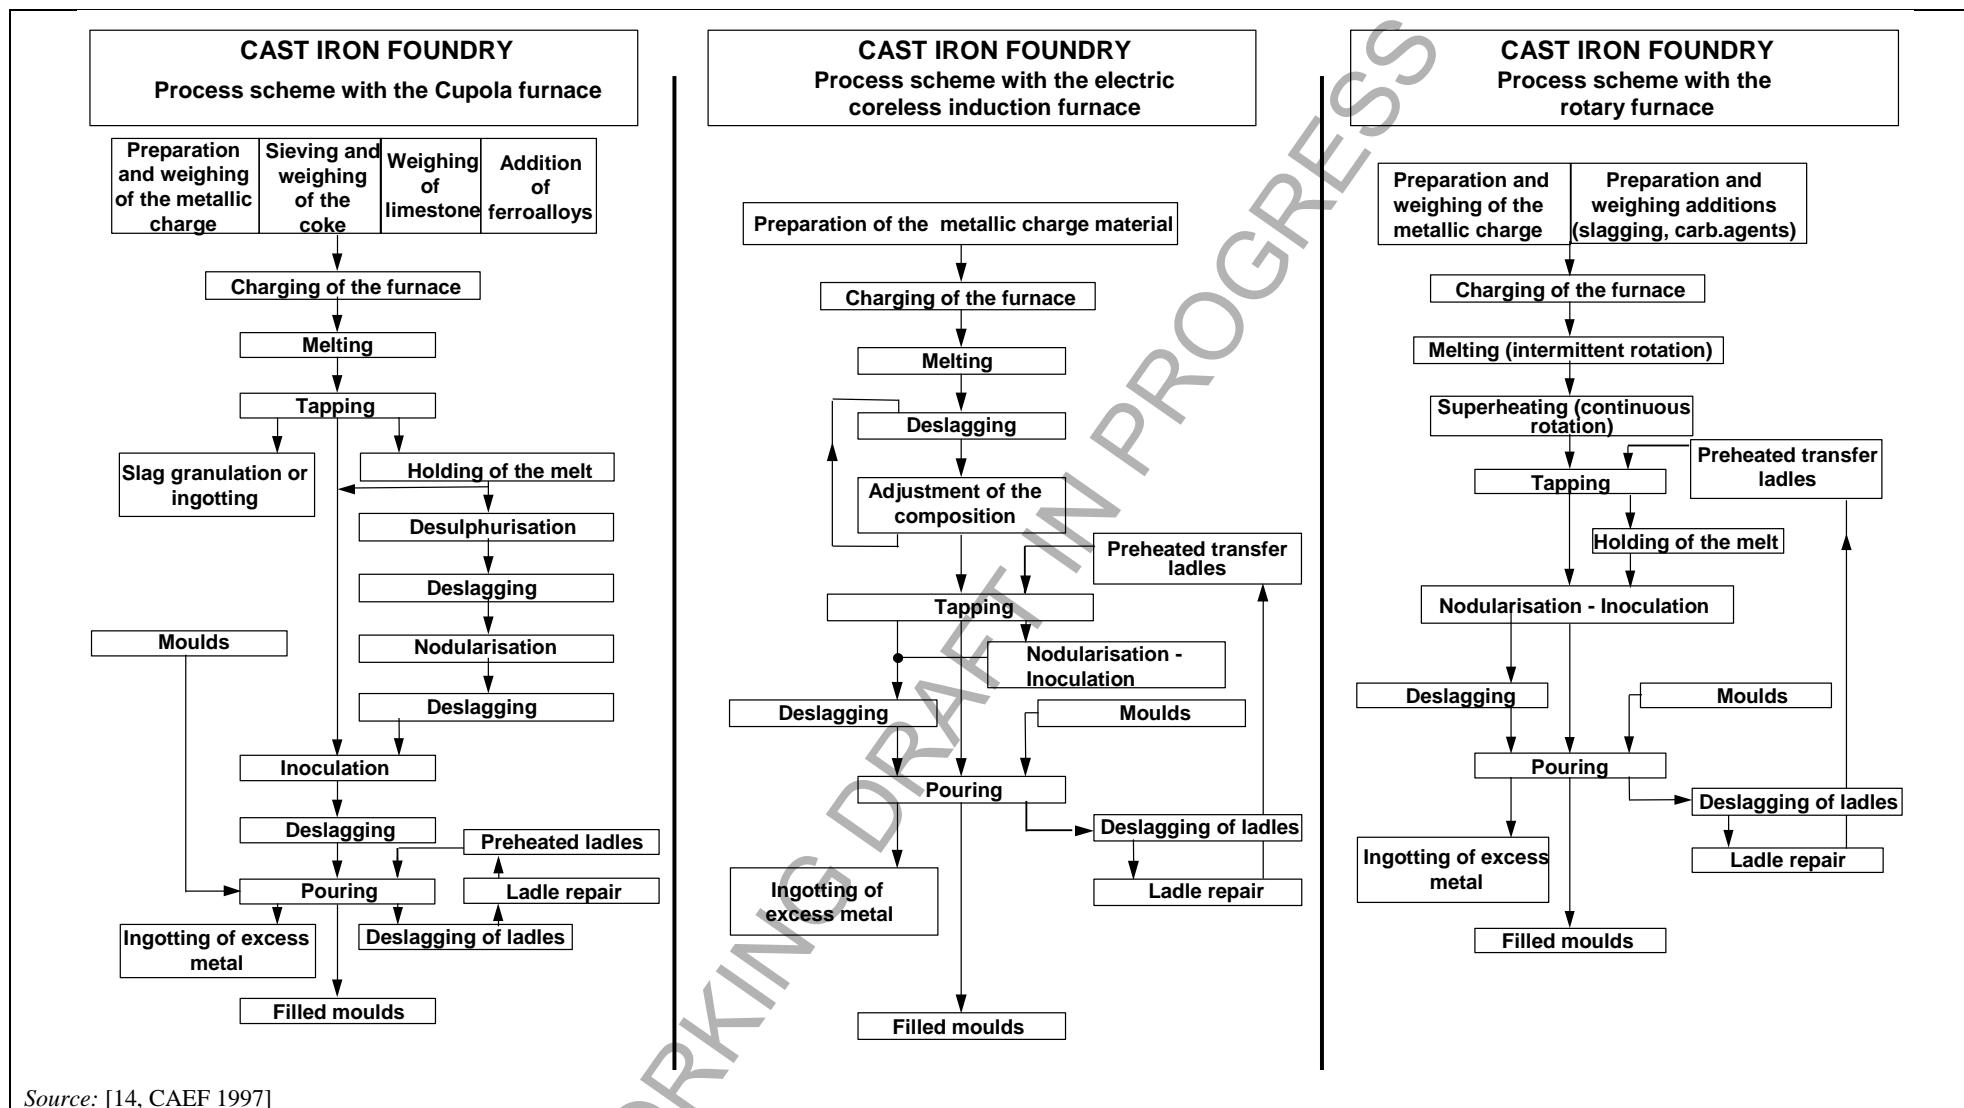 CAST IRON FOUNDRY
Process scheme with the Cupola furnace
Preparation
and weighing
of the metallic
charge
Sieving and
weighing
of the
coke
Weighing
of
limestone
Addition
of
ferroalloys
Charging of the furnace
Melting
Tapping
Slag granulation or
ingotting
Holding of the melt
Desulphurisation
Deslagging
Nodularisation
Deslagging
Moulds
Inoculation
Deslagging
Preheated ladles
Pouring
Ladle repair
Ingotting of excess
metal
Deslagging of ladles
Filled moulds
CAST IRON FOUNDRY
Process scheme with the electric
coreless induction furnace
Preparation of the metallic charge material
Charging of the furnace
Melting
Deslagging
Adjustment of the
composition
Preheated transfer
ladles
Tapping
Nodularisation -
Inoculation
Deslagging
Moulds
Pouring
Deslagging of ladles
Ingotting of
excess metal
Ladle repair
Filled moulds
CAST IRON FOUNDRY
Process scheme with the
rotary furnace
Preparation and
weighing of the
metallic charge
Preparation and
weighing additions
(slagging, carb.agents)
Charging of the furnace
Melting (intermittent rotation)
Superheating (continuous
rotation)
Preheated transfer
ladles
Tapping
Holding of the melt
Nodularisation - Inoculation
Deslagging
Moulds
Pouring
Deslagging of ladles
Ingotting of excess
metal
Ladle repair
Filled moulds
Source: [14, CAEF 1997]
ORKING DRAFT IN PROGRESS